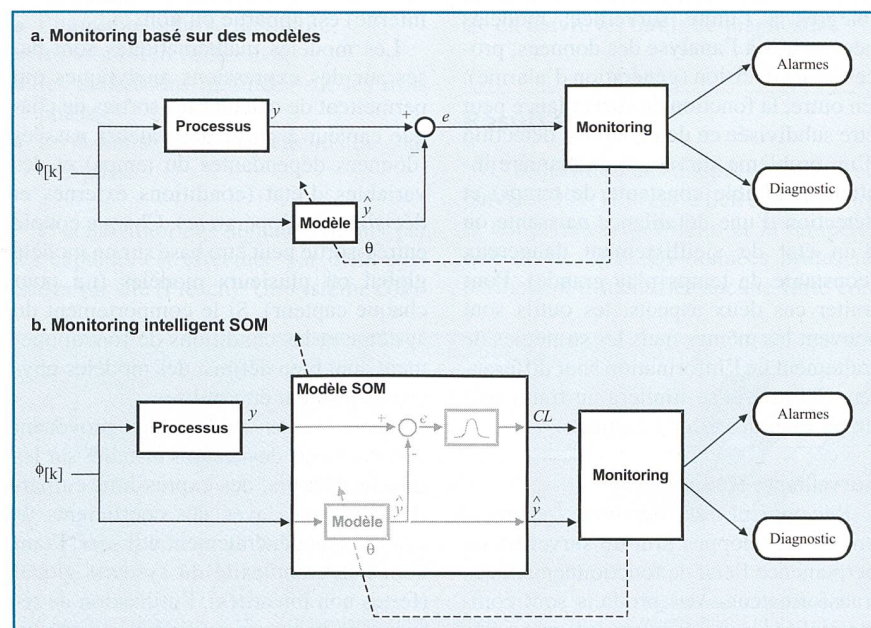 a. Monitoring basé sur des modèles
Alarmes
Processus
y
+
e
Monitoring
ϕ[k]
-
Modèle
ŷ
θ
Diagnostic
b. Monitoring intelligent SOM
Modèle SOM
Alarmes
Processus
y
+
e
CL
-
Monitoring
ϕ[k]
Modèle
ŷ
ŷ
θ
Diagnostic